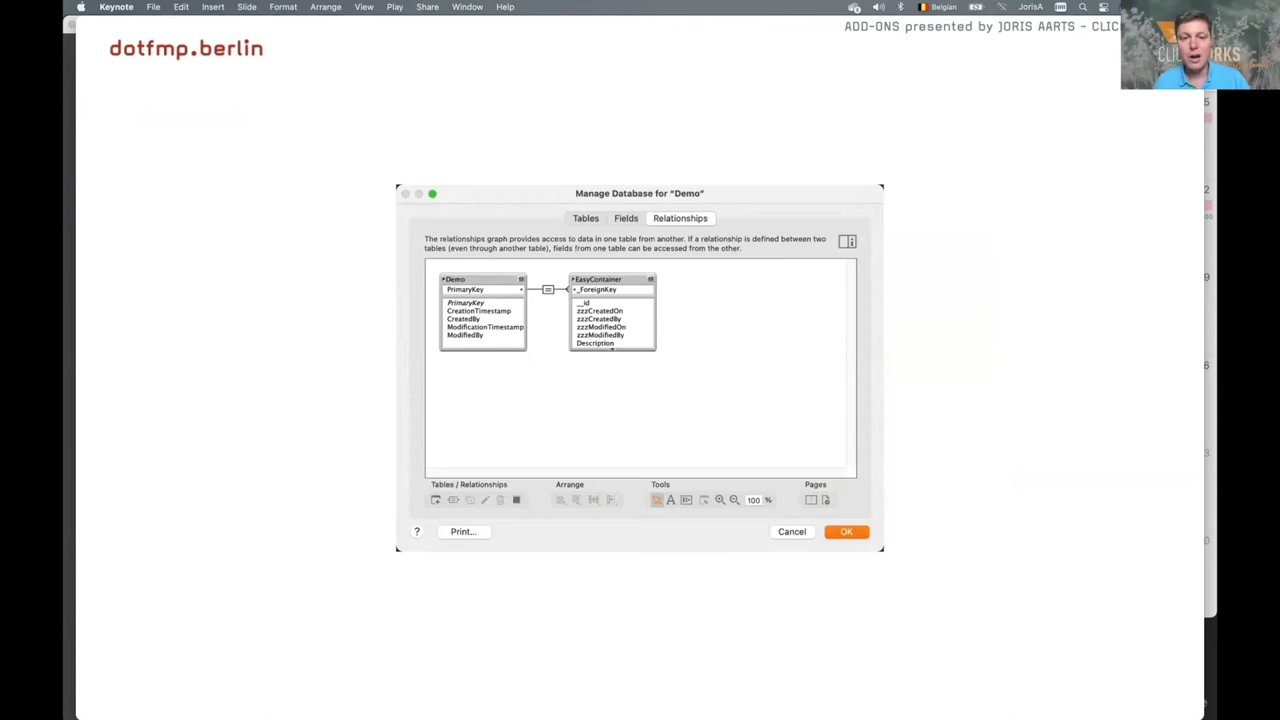 Keynote File Edit Insert Slide Format Arrange View Play Share Window Help Belgian JorisA
ADD-ONS presented by JORIS AARTS - CLIC
dotfmp.berlin
Manage Database for “Demo”
Tables Fields Relationships
The relationships graph provides access to data in one table from another. If a relationship is defined between two
tables (even through another table), fields from one table can be accessed from the other.
Demo
PrimaryKey
PrimaryKey
CreationTimestamp
CreatedBy
ModificationTimestamp
ModifiedBy
EasyContainer
_ForeignKey
__id
zzzCreatedOn
zzzCreatedBy
zzzModifiedOn
zzzModifiedBy
Description
Tables / Relationships Arrange Tools Pages
100 %
? Print... Cancel OK